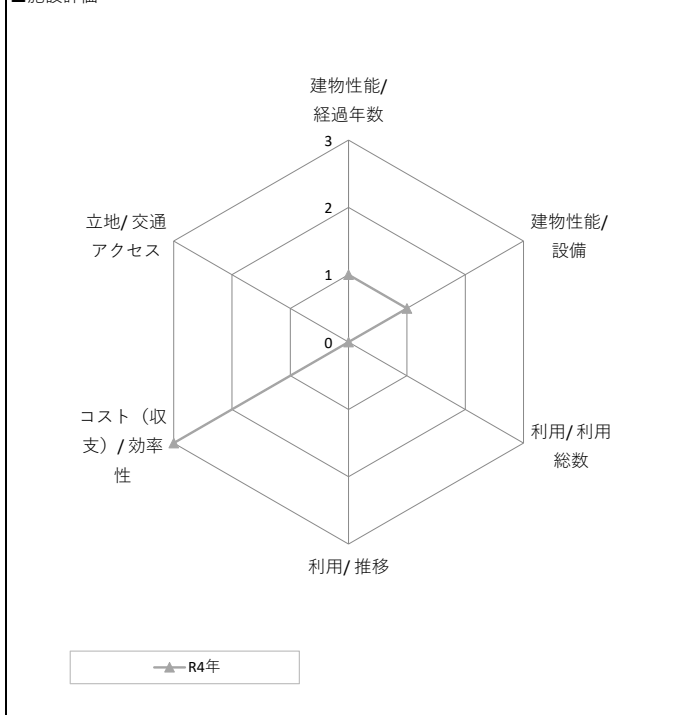 ■施設評価
建物性能/
経過年数
3
立地/ 交通
アクセス
2
建物性能/
設備
1
0
コスト（収
支）/ 効率
性
利用/ 利用
総数
利用/ 推移
R4年